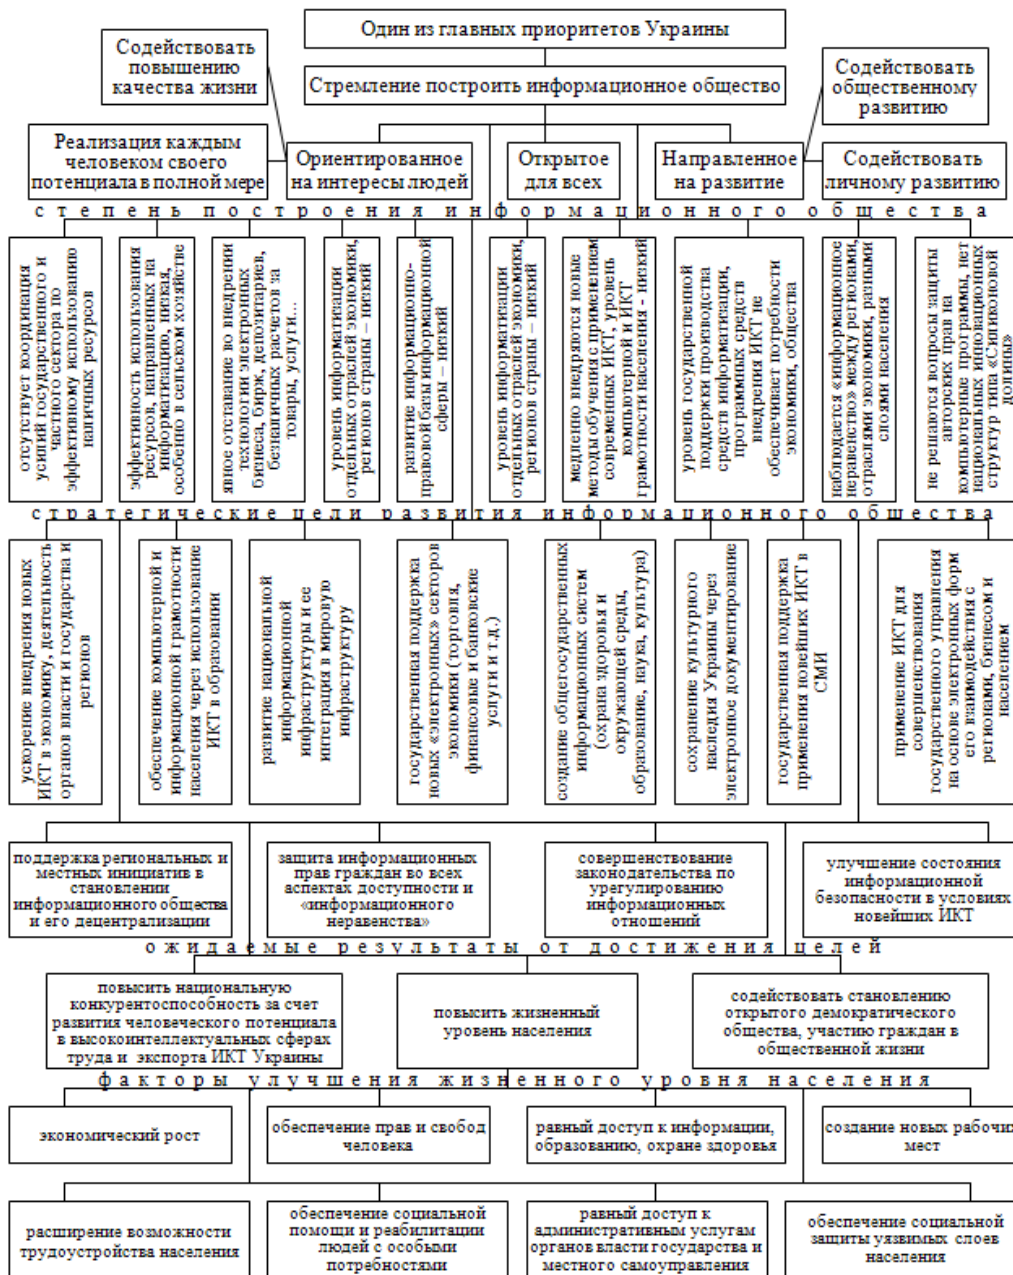 Один из главных приоритетов Украины
Содействовать
повышению
качества жизни
Стремление построить информационное общество
Содействовать
общественному
развитию
Реализация каждым
человеком своего
потенциала в полной мере
Ориентированное
на интересы людей
Открытое
для всех
Направленное
на развитие
Содействовать
личному развитию
степень построения информационного общества
отсутствует координация
усилий государственного и
частного сектора по
эффективному использованию
наличных ресурсов
эффективность использования
ресурсов, направленных на
информатизацию, низкая,
особенно в сельском хозяйстве
явное отставание во внедрении
технологии электронных
бизнеса, бирж, депозитариев,
безналичных расчетов за
товары, услуги...
уровень информатизации
отдельных отраслей экономики,
регионов страны – низкий
развитие информационно-
правовой базы информационной
сферы – низкий
уровень информатизации
отдельных отраслей экономики,
регионов страны – низкий
медленно внедряются новые
методы обучения с применением
современных ИКТ, уровень
компьютерной и ИКТ
грамотности населения - низкий
уровень государственной
поддержки производства
средств информатизации,
программных средств
внедрения ИКТ не
обеспечивает потребности
экономики, общества,
наблюдается «информационное
неравенство» между регионами,
отраслями экономики, разными
слоями населения
не решаются вопросы защиты
авторских прав на
компьютерные программы, нет
национальных инновационных
структур типа «Силиконовой
долины»
стратегические цели развития информационного общества
ускорение внедрения новых
ИКТ в экономику, деятельность
органов власти и государства и
регионов
обеспечение компьютерной и
информационной грамотности
населения через использование
ИКТ в образовании
развитие национальной
информационной
инфраструктуры и ее
интеграция в мировую
инфраструктуру
государственная поддержка
новых «электронных» секторов
экономики (торговля,
финансовые и банковские
услуги и т.д.)
создание общегосударственных
информационных систем
(охрана здоровья и
окружающей среды,
образование, наука, культура)
сохранение культурного
наследия Украины через
электронное документирование
государственная поддержка
применения новейших ИКТ в
СМИ
применение ИКТ для
совершенствования
государственного управления
на основе электронных форм
его взаимодействия с
регионами, бизнесом и
населением
поддержка региональных и
местных инициатив в
становлении
информационного общества
и его децентрализации
защита информационных
прав граждан во всех
аспектах доступности и
«информационного
неравенства»
совершенствование
законодательства по
урегулированию
информационных
отношений
улучшение состояния
информационной
безопасности в условиях
новейших ИКТ
ожидаемые результаты от достижения целей
повысить национальную
конкурентоспособность за счет
развития человеческого потенциала
в высокоинтеллектуальных сферах
труда и экспорта ИКТ Украины
повысить жизненный
уровень населения
содействовать становлению
открытого демократического
общества, участию граждан в
общественной жизни
факторы улучшения жизненного уровня населения
экономический рост
обеспечение прав и свобод
человека
равный доступ к информации,
образованию, охране здоровья
создание новых рабочих
мест
расширение возможности
трудоустройства населения
обеспечение социальной
помощи и реабилитации
людей с особыми
потребностями
равный доступ к
административным услугам
органов власти государства и
местного самоуправления
обеспечение социальной
защиты уязвимых слоев
населения